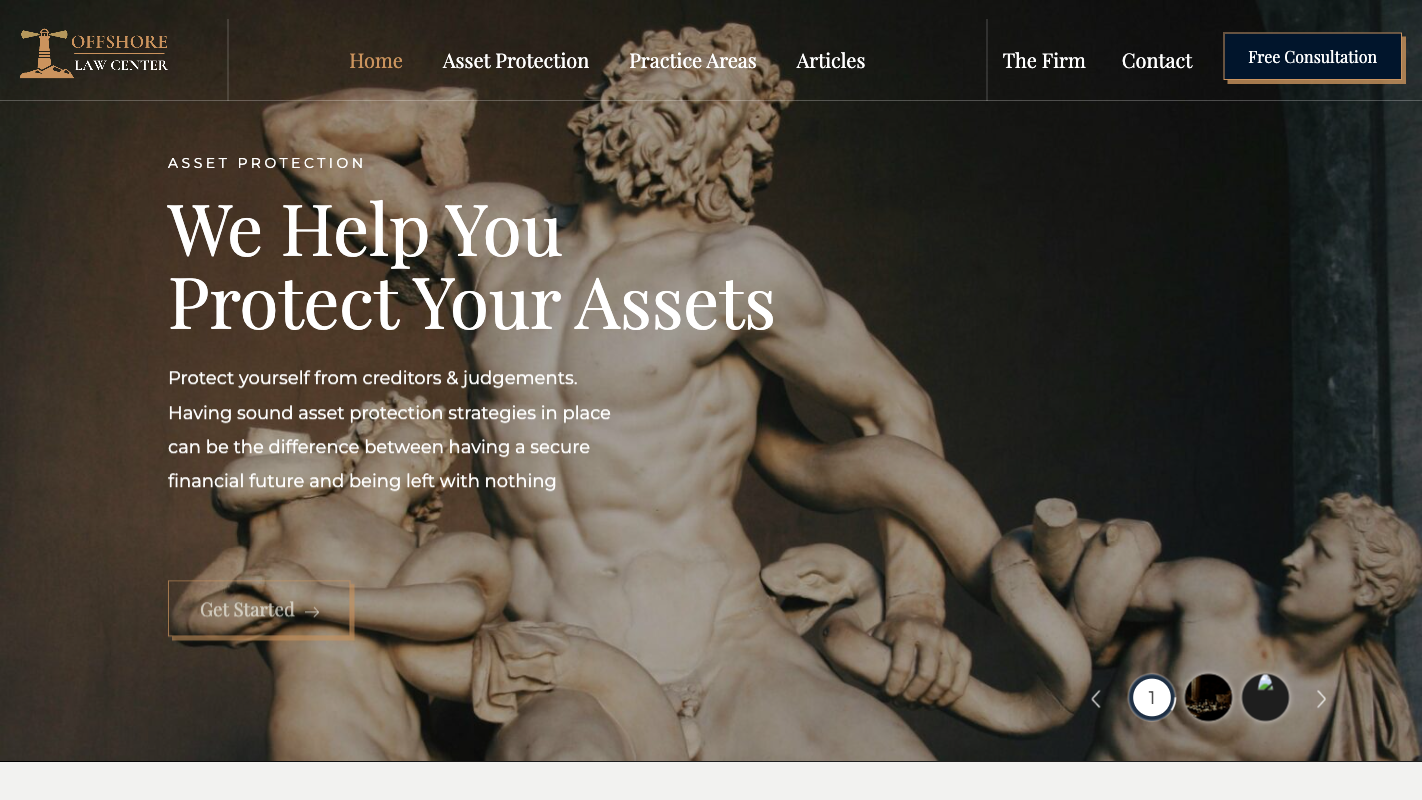 OFFSHORE
LAW CENTER
Home
Asset Protection
Practice Areas
Articles
The Firm
Contact
Free Consultation
ASSET PROTECTION
We Help You
Protect Your Assets
Protect yourself from creditors & judgements.
Having sound asset protection strategies in place
can be the difference between having a secure
financial future and being left with nothing
Get Started →
1